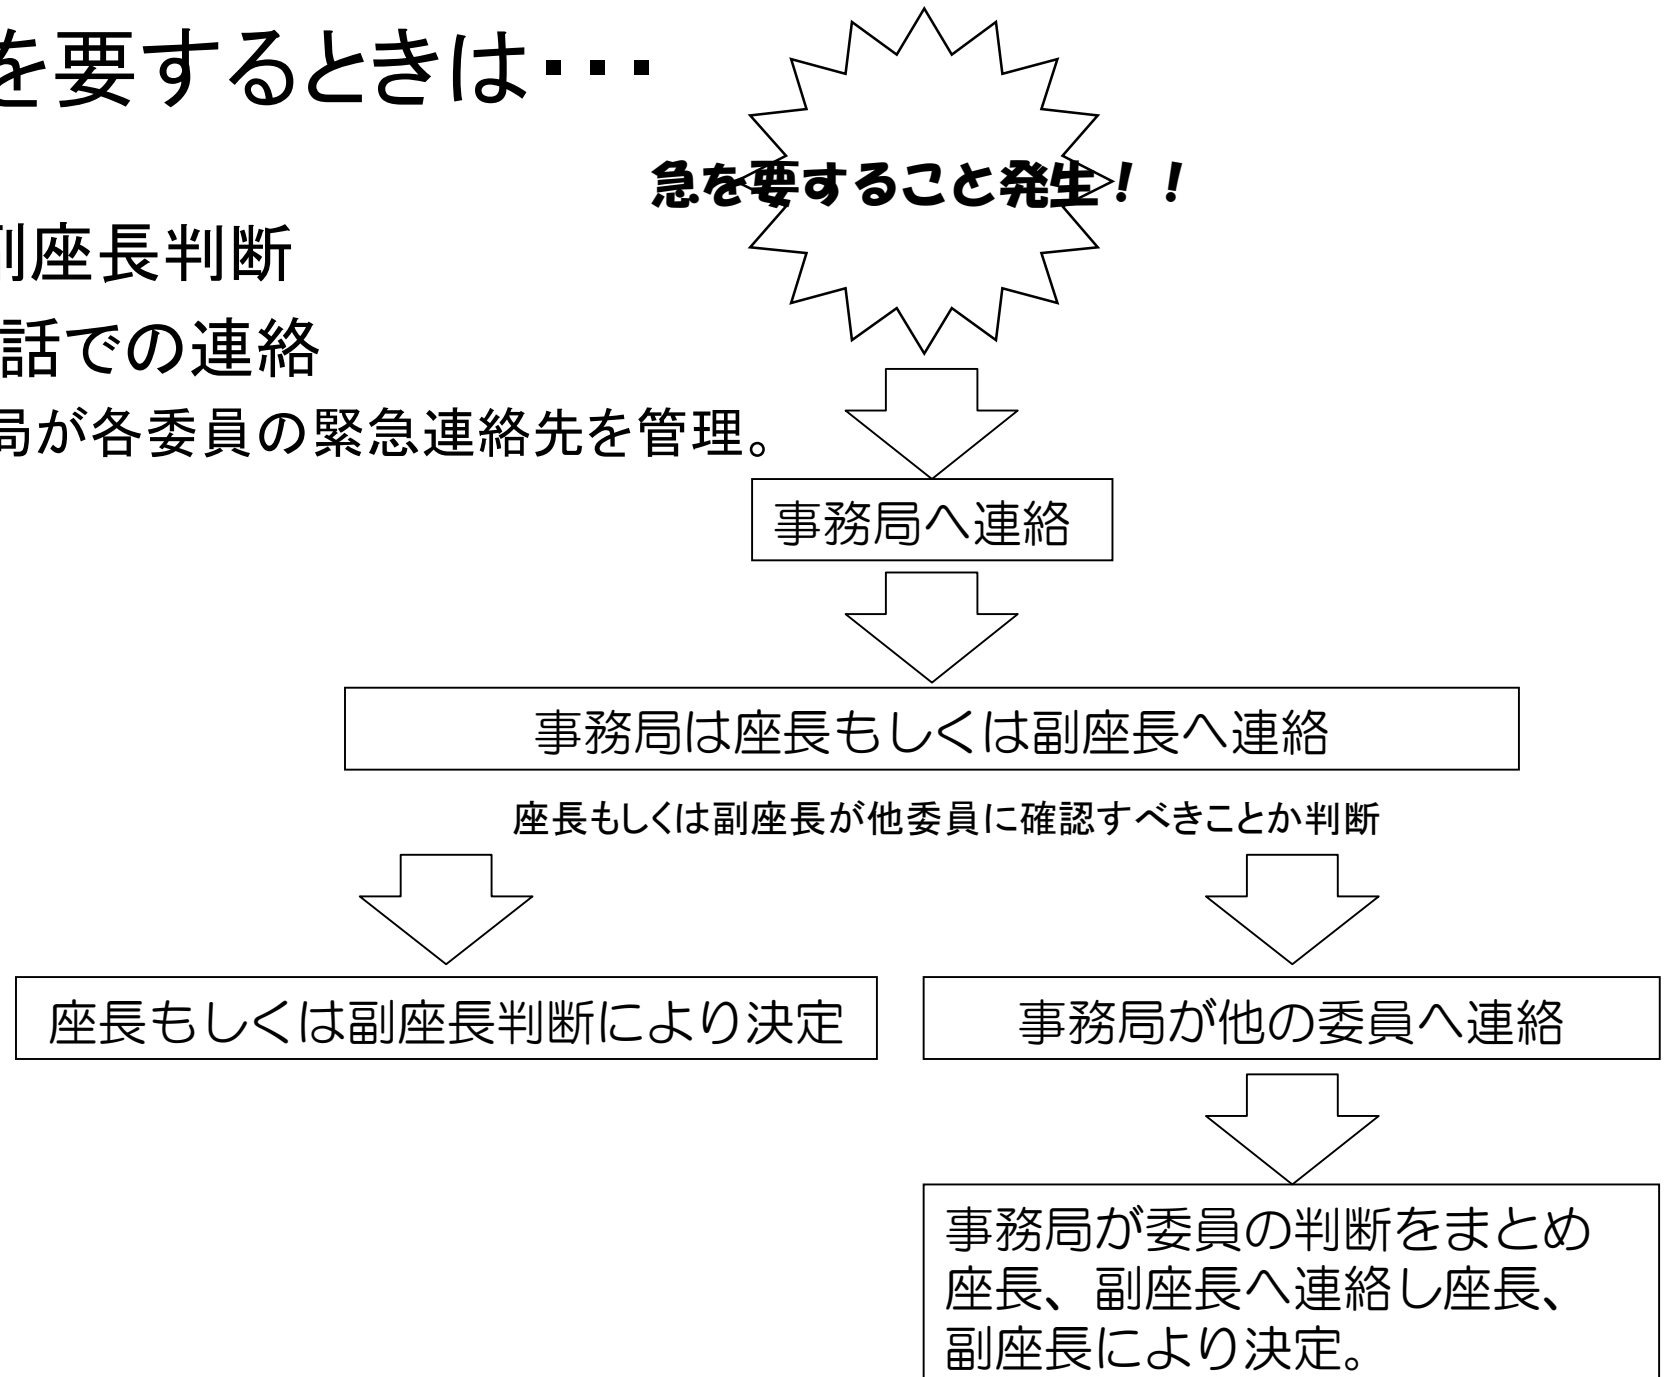 を要するときは・・・
急を要すること発生！！
副座長判断
話での連絡
局が各委員の緊急連絡先を管理。
事務局へ連絡
事務局は座長もしくは副座長へ連絡
座長もしくは副座長が他委員に確認すべきことか判断
座長もしくは副座長判断により決定
事務局が他の委員へ連絡
事務局が委員の判断をまとめ
座長、副座長へ連絡し座長、
副座長により決定。